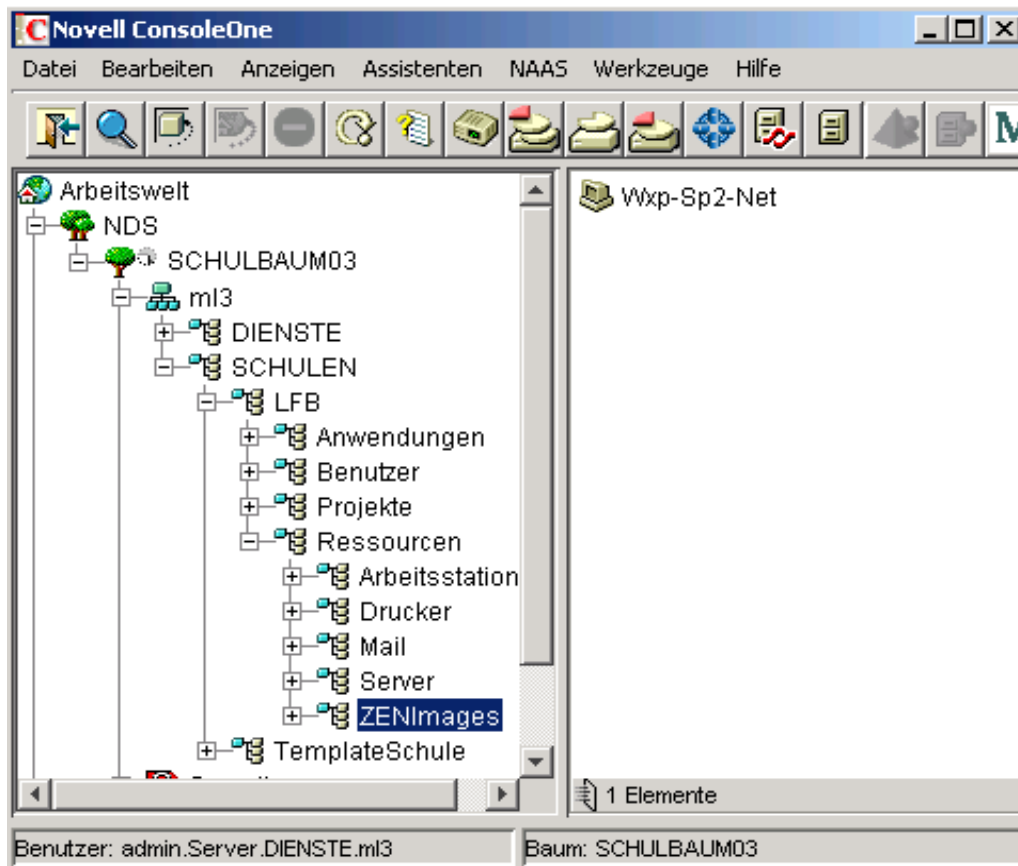 Novell ConsoleOne
Datei Bearbeiten Anzeigen Assistenten NAAS Werkzeuge Hilfe
Arbeitswelt
NDS
SCHULBAUM03
ml3
DIENSTE
SCHULEN
LFB
Anwendungen
Benutzer
Projekte
Ressourcen
Arbeitsstation
Drucker
Mail
Server
ZENImages
TemplateSchule
Wxp-Sp2-Net
1 Elemente
Benutzer: admin.Server.DIENSTE.ml3
Baum: SCHULBAUM03